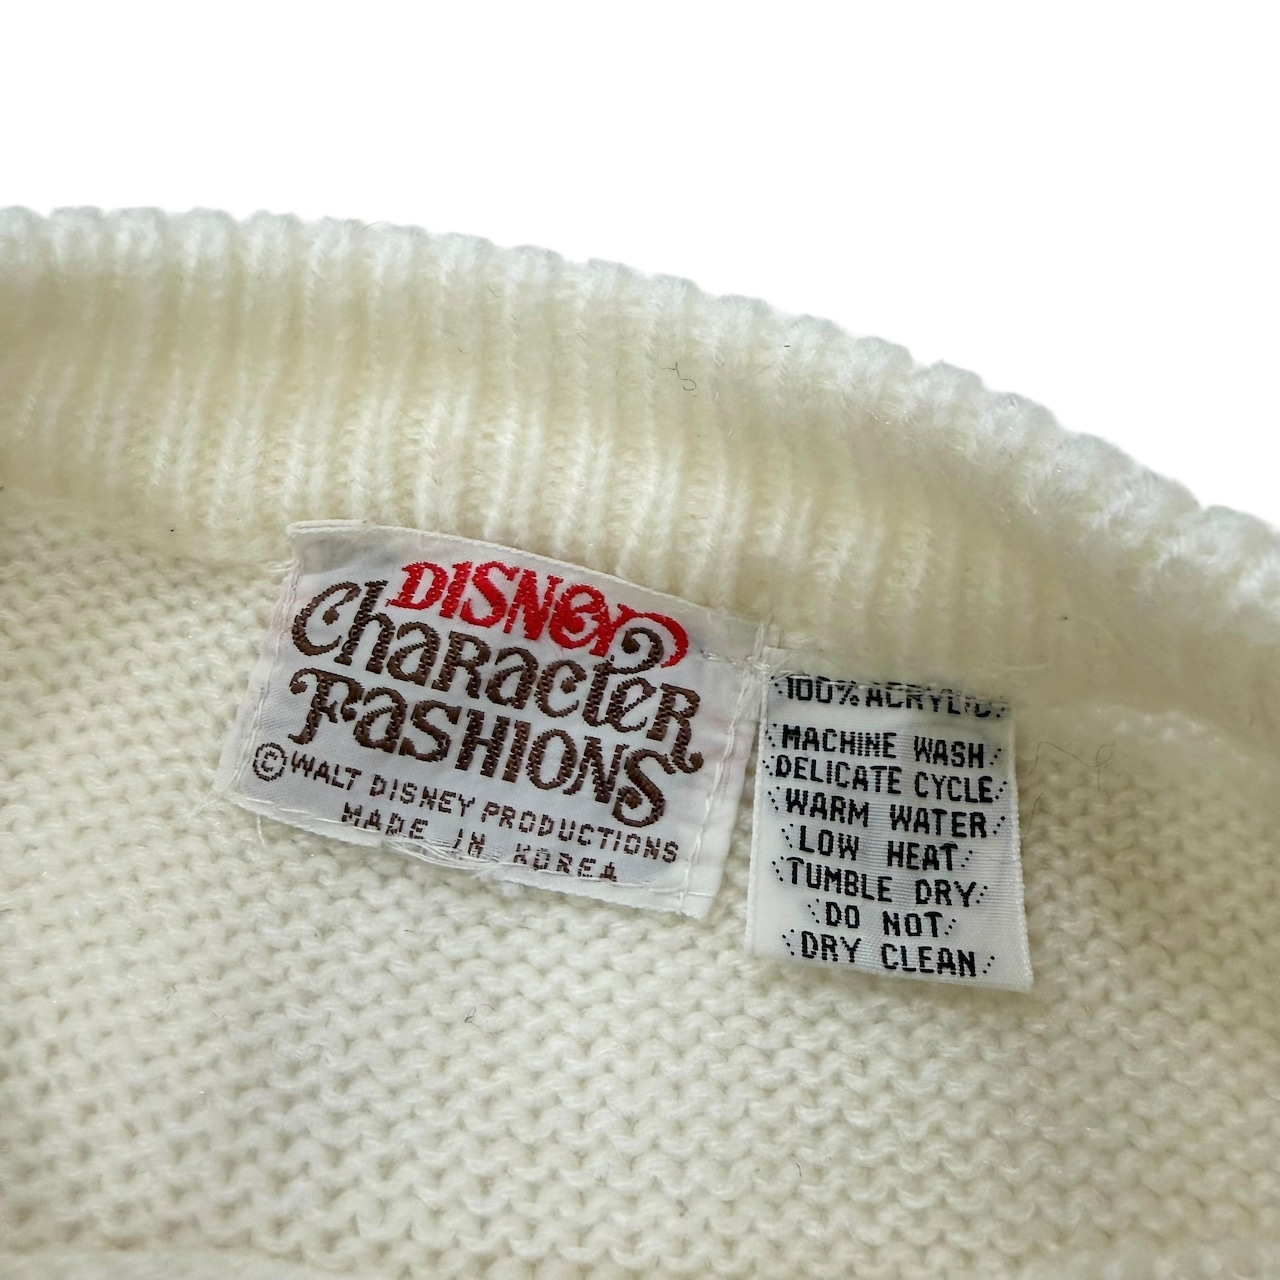 DISNEY
Character
FASHIONS
© WALT DISNEY PRODUCTIONS
MADE IN KOREA
100% ACRYLIC
MACHINE WASH
DELICATE CYCLE
WARM WATER
LOW HEAT
TUMBLE DRY
DO NOT
DRY CLEAN